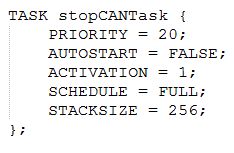 TASK stopCANTask {
    PRIORITY = 20;
    AUTOSTART = FALSE;
    ACTIVATION = 1;
    SCHEDULE = FULL;
    STACKSIZE = 256;
};